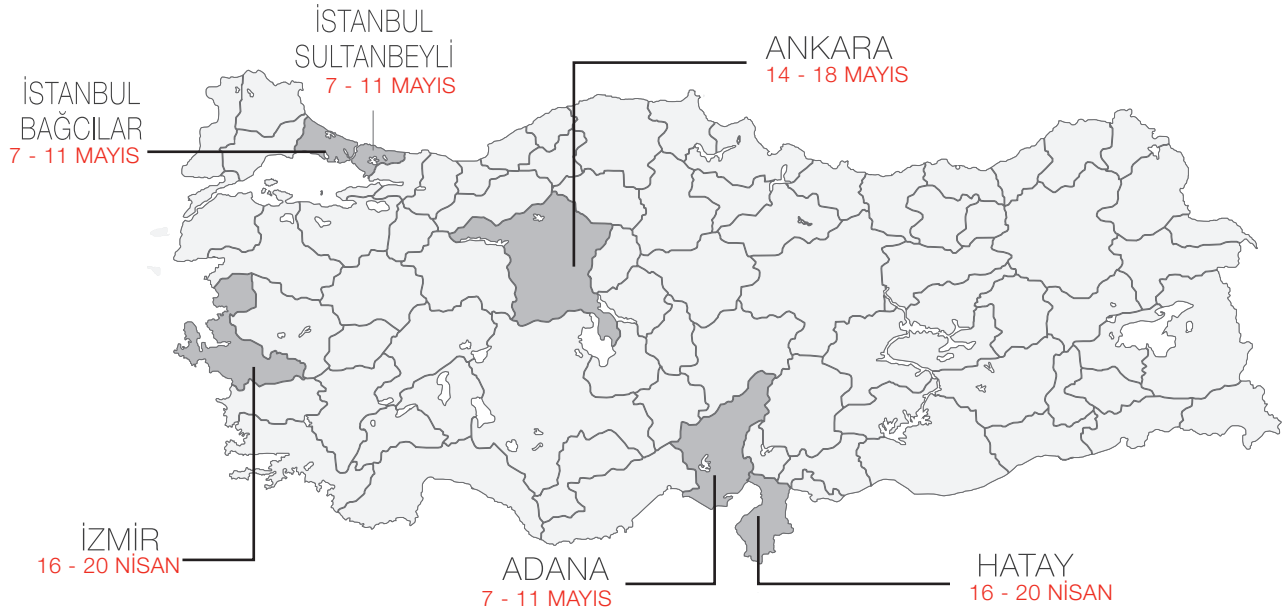 İSTANBUL
SULTANBEYLİ
7 - 11 MAYIS
ANKARA
14 - 18 MAYIS
İSTANBUL
BAĞCILAR
7 - 11 MAYIS
İZMİR
16 - 20 NİSAN
ADANA
7 - 11 MAYIS
HATAY
16 - 20 NİSAN